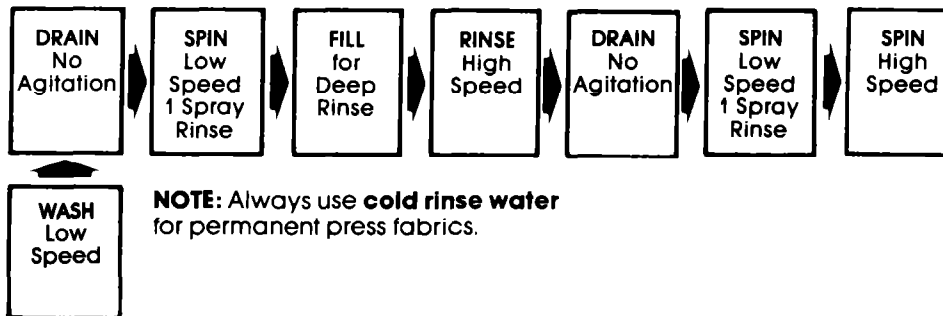 DRAIN
No
Agitation
SPIN
Low
Speed
1 Spray
Rinse
FILL
for
Deep
Rinse
RINSE
High
Speed
DRAIN
No
Agitation
SPIN
Low
Speed
1 Spray
Rinse
SPIN
High
Speed
WASH
Low
Speed
NOTE: Always use cold rinse water
for permanent press fabrics.